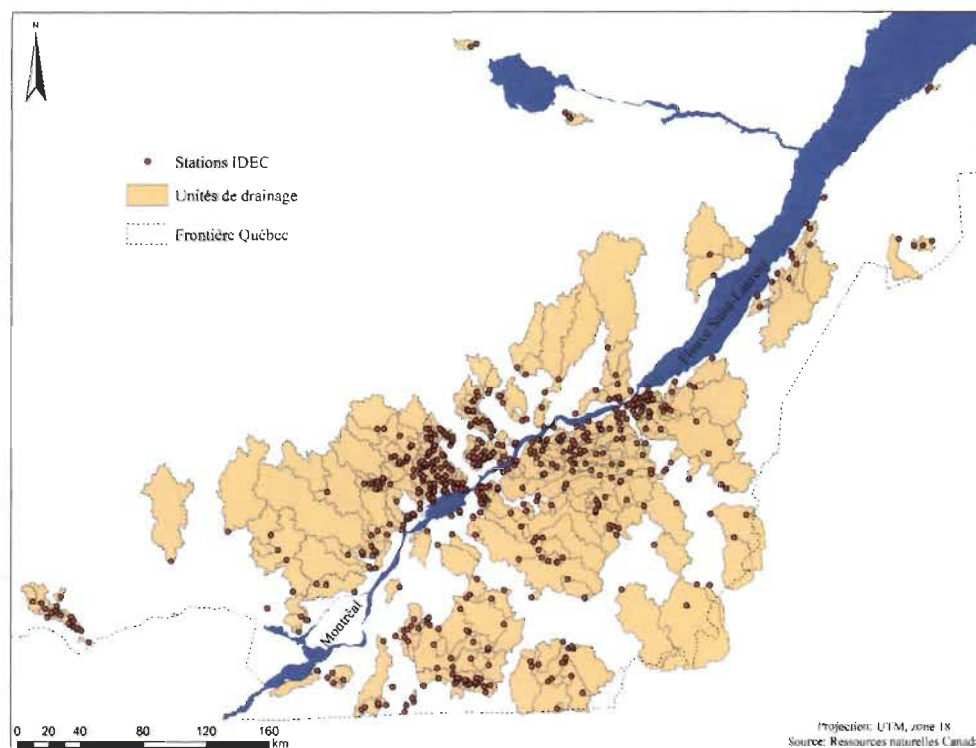 N
Stations IDEC
Unités de drainage
Frontière Québec
Fleuve Saint-Laurent
Montréal
0 20 40 80 120 160
km
Projection: UTM, zone 18
Source: Ressources naturelles Canad